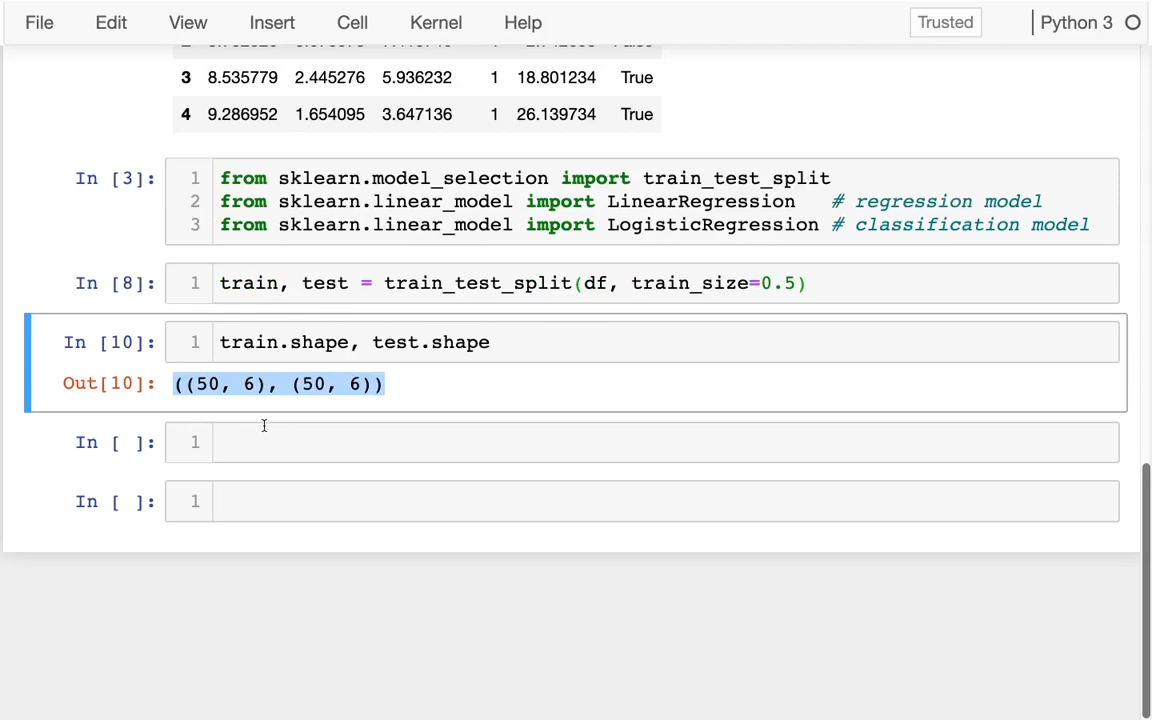 File Edit View Insert Cell Kernel Help Trusted Python 3
3 8.535779 2.445276 5.936232 1 18.801234 True
4 9.286952 1.654095 3.647136 1 26.139734 True
In [3]: 1 from sklearn.model_selection import train_test_split
2 from sklearn.linear_model import LinearRegression # regression model
3 from sklearn.linear_model import LogisticRegression # classification model
In [8]: 1 train, test = train_test_split(df, train_size=0.5)
In [10]: 1 train.shape, test.shape
Out[10]: ((50, 6), (50, 6))
In [ ]: 1
In [ ]: 1